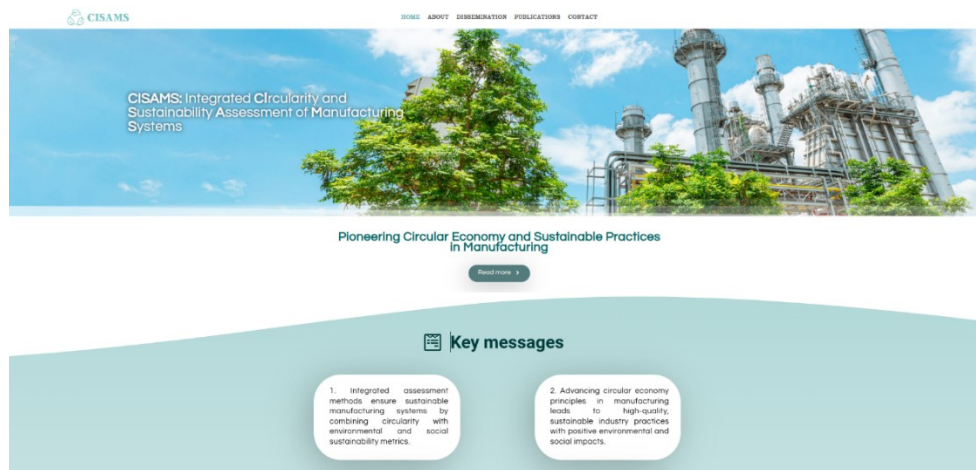 CISAMS
HOME ABOUT DISSEMINATION PUBLICATIONS CONTACT
CISAMS: Integrated CIrcularity and
Sustainability Assessment of Manufacturing
Systems
Pioneering Circular Economy and Sustainable Practices
in Manufacturing
Read more
Key messages
1. Integrated assessment
methods ensure sustainable
manufacturing systems by
combining circularity with
environmental and social
sustainability metrics.
2. Advancing circular economy
principles in manufacturing
leads to high-quality,
sustainable industry practices
with positive environmental and
social impacts.